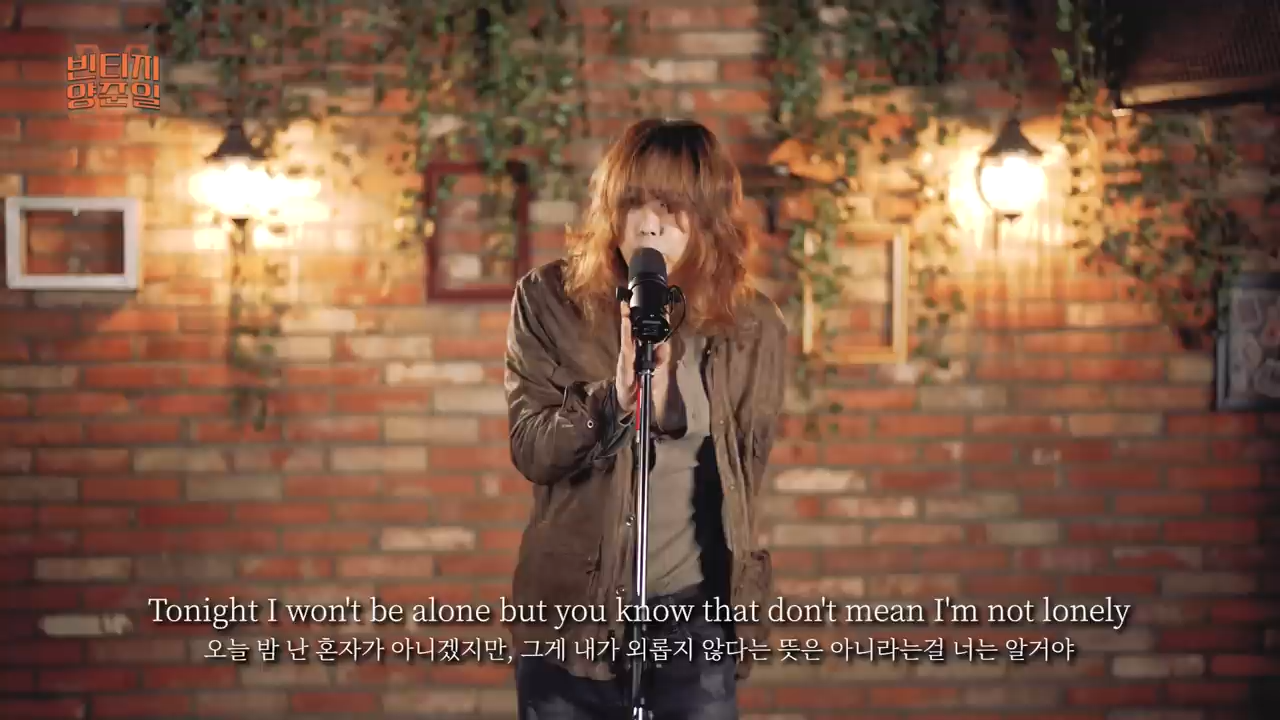 빈티지
양준일
Tonight I won't be alone but you know that don't mean I'm not lonely
오늘 밤 난 혼자가 아니겠지만, 그게 내가 외롭지 않다는 뜻은 아니라는걸 너는 알거야